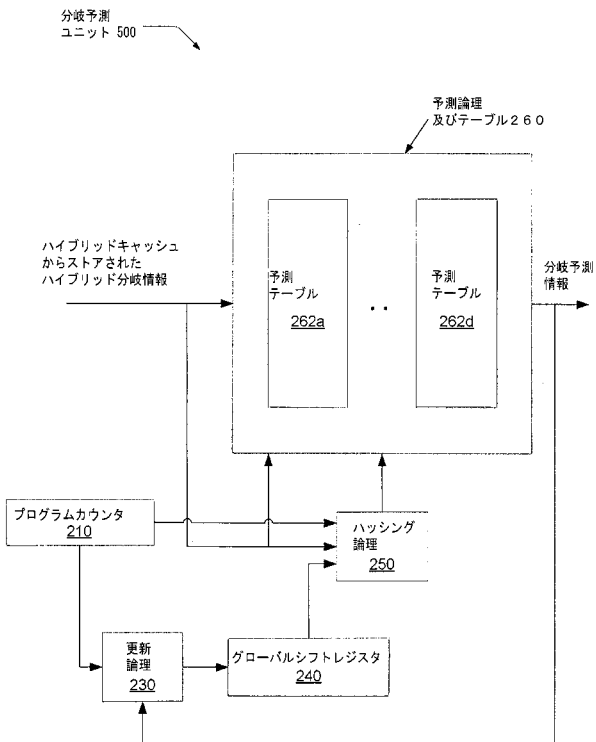 分岐予測
ユニット 500
予測論理
及びテーブル２６０
ハイブリッドキャッシュ
からストアされた
ハイブリッド分岐情報
予測
テーブル
262a
..
予測
テーブル
262d
分岐予測
情報
プログラムカウンタ
210
ハッシング
論理
250
更新
論理
230
グローバルシフトレジスタ
240